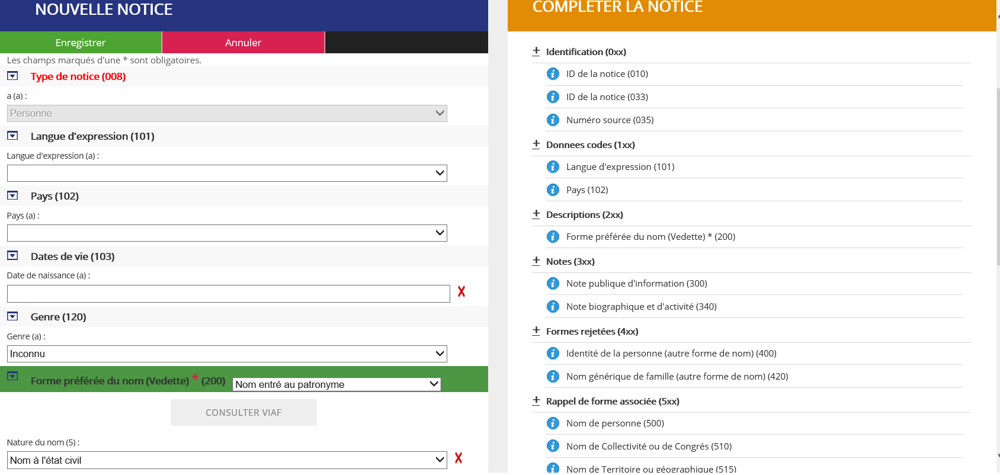 NOUVELLE NOTICE
Enregistrer
Annuler
Les champs marqués d'une * sont obligatoires.
Type de notice (008)
a (a) :
Personne
Langue d'expression (101)
Langue d'expression (a) :
Pays (102)
Pays (a) :
Dates de vie (103)
Date de naissance (a) :
Genre (120)
Genre (a) :
Inconnu
Forme préférée du nom (Vedette) * (200)
Nom entré au patronyme
CONSULTER VIAF
Nature du nom (5) :
Nom à l'état civil
COMPLETER LA NOTICE
Identification (0xx)
ID de la notice (010)
ID de la notice (033)
Numéro source (035)
Donnees codes (1xx)
Langue d'expression (101)
Pays (102)
Descriptions (2xx)
Forme préférée du nom (Vedette) * (200)
Notes (3xx)
Note publique d'information (300)
Note biographique et d'activité (340)
Formes rejetées (4xx)
Identité de la personne (autre forme de nom) (400)
Nom générique de famille (autre forme de nom) (420)
Rappel de forme associée (5xx)
Nom de personne (500)
Nom de Collectivité ou de Congrés (510)
Nom de Territoire ou géographique (515)